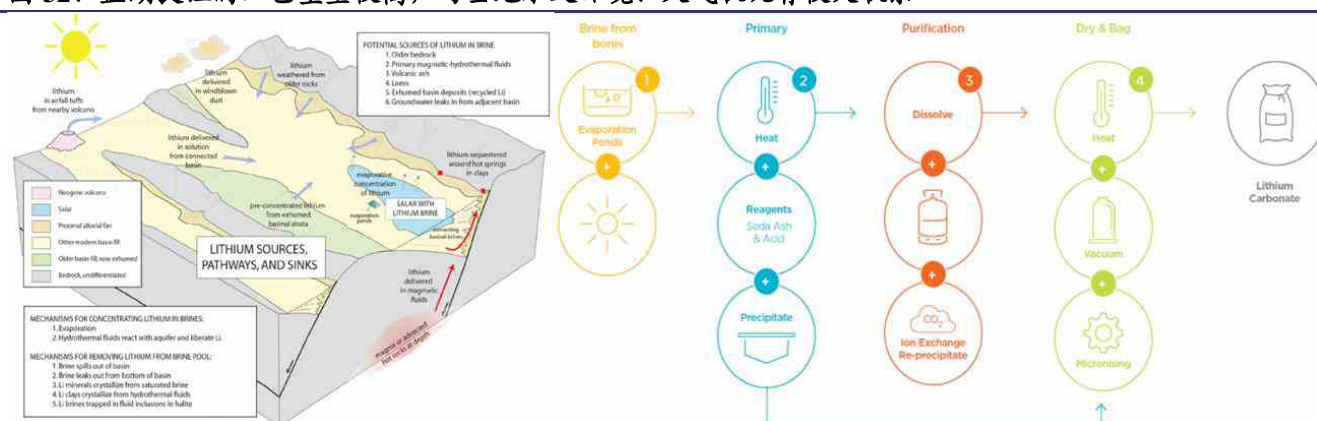 POTENTIAL SOURCES OF LITHIUM IN BRINE
1. Older bedrock
2. Primary magmatic-hydrothermal fluids
3. Volcanic ash
4. Loess
5. Exhumed basin deposits (recycled Li)
6. Groundwater leaks in from adjacent basin
lithium
in airfall tuffs
from nearby volcano
lithium
delivered
in windblown
dust
lithium
weathered from
older rocks
lithium delivered
in solution
from connected
basin
lithium sequestered
around hot springs
in clays
evaporative
concentration
of lithium
evaporation
ponds
SALAR WITH
LITHIUM BRINE
pre-concentrated lithium
from exhumed
basinal strata
lithium
delivered
in magmatic
fluids
magma or advected
hot rocks at depth
Neogene volcano
Salar
Proximal alluvial fan
Other modern basin fill
Older basin fill, now exhumed
Bedrock, undifferentiated
LITHIUM SOURCES,
PATHWAYS, AND SINKS
MECHANISMS FOR CONCENTRATING LITHIUM IN BRINES:
1. Evaporation
2. Hydrothermal fluids react with aquifer and liberate Li
MECHANISMS FOR REMOVING LITHIUM FROM BRINE POOL:
1. Brine spills out of basin
2. Brine leaks out from bottom of basin
3. Li minerals crystallize from saturated brine
4. Li clays crystallize from hydrothermal fluids
5. Li brines trapped in fluid inclusions in halite
Brine from
bores
1
Evaporation
Ponds
+
Primary
2
Heat
+
Reagents
Soda Ash
& Acid
+
Precipitate
Purification
3
Dissolve
+
+
CO2
Ion Exchange
Re-precipitate
Dry & Bag
4
Heat
+
Vacuum
+
Micronising
Lithium
Carbonate